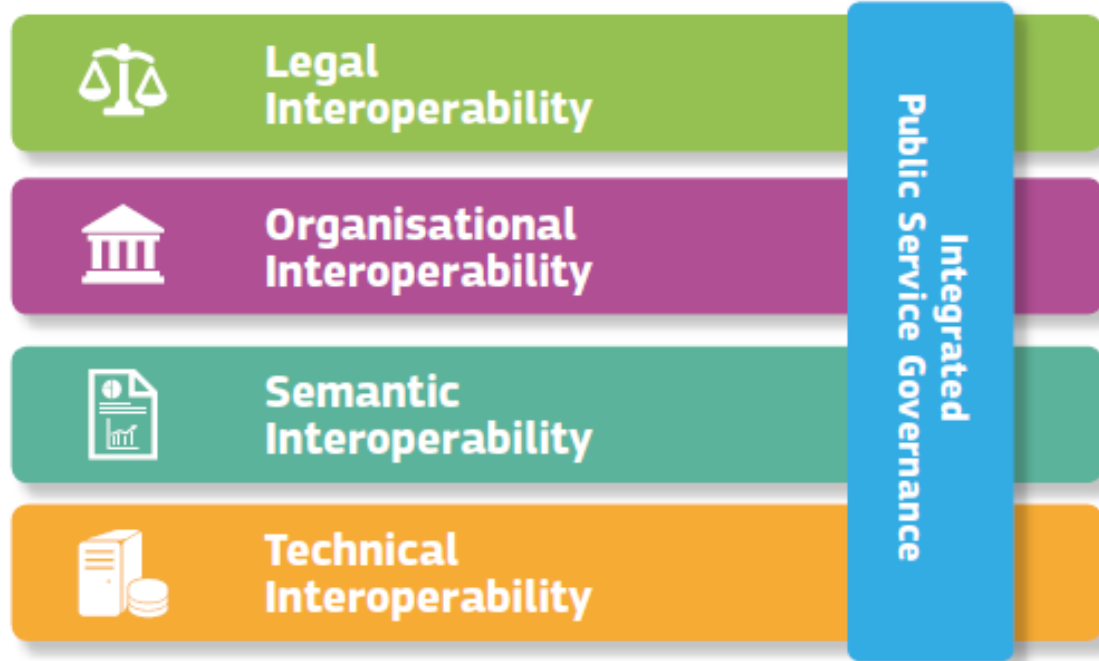 Legal
Interoperability
Organisational
Interoperability
Semantic
Interoperability
Technical
Interoperability
Integrated
Public Service Governance